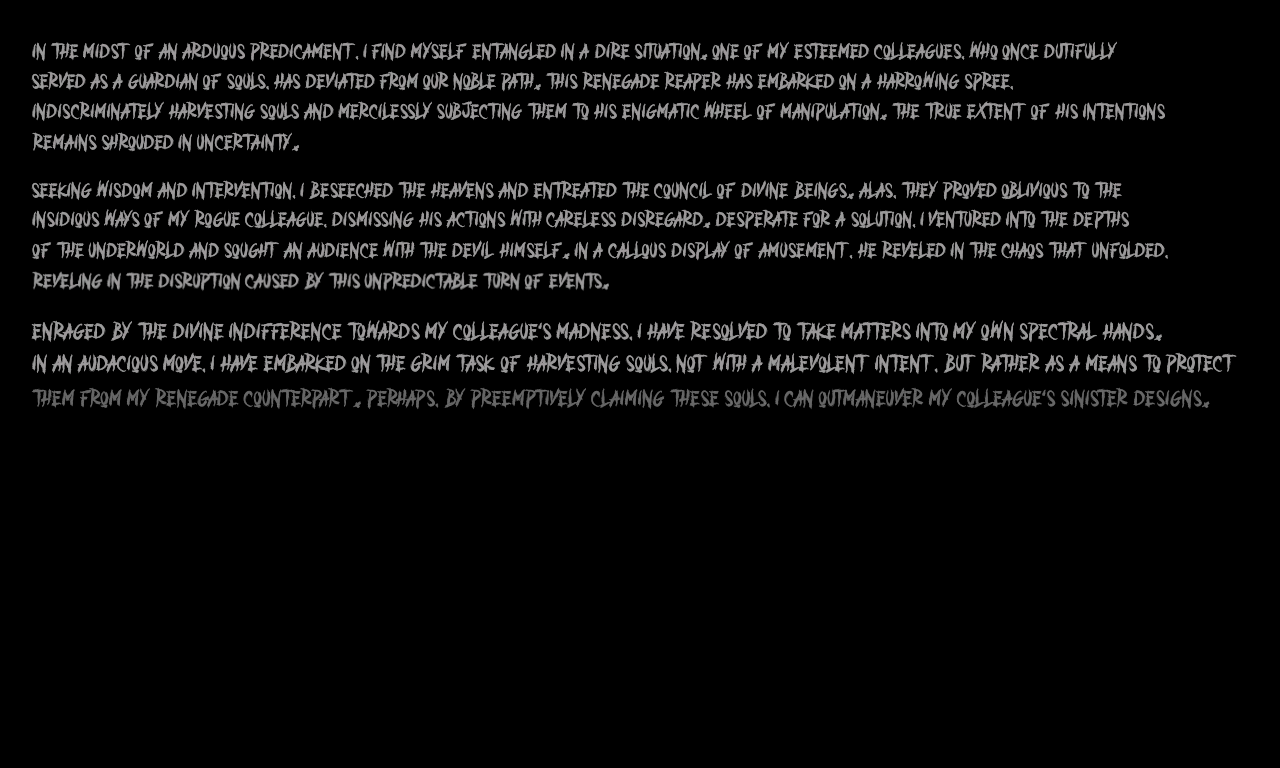 IN THE MIDST OF AN ARDUOUS PREDICAMENT, I FIND MYSELF ENTANGLED IN A DIRE SITUATION. ONE OF MY ESTEEMED COLLEAGUES, WHO ONCE DUTIFULLY
SERVED AS A GUARDIAN OF SOULS, HAS DEVIATED FROM OUR NOBLE PATH. THIS RENEGADE REAPER HAS EMBARKED ON A HARROWING SPREE,
INDISCRIMINATELY HARVESTING SOULS AND MERCILESSLY SUBJECTING THEM TO HIS ENIGMATIC WHEEL OF MANIPULATION. THE TRUE EXTENT OF HIS INTENTIONS
REMAINS SHROUDED IN UNCERTAINTY.
SEEKING WISDOM AND INTERVENTION, I BESEECHED THE HEAVENS AND ENTREATED THE COUNCIL OF DIVINE BEINGS. ALAS, THEY PROVED OBLIVIOUS TO THE
INSIDIOUS WAYS OF MY ROGUE COLLEAGUE, DISMISSING HIS ACTIONS WITH CARELESS DISREGARD. DESPERATE FOR A SOLUTION, I VENTURED INTO THE DEPTHS
OF THE UNDERWORLD AND SOUGHT AN AUDIENCE WITH THE DEVIL HIMSELF. IN A CALLOUS DISPLAY OF AMUSEMENT, HE REVELED IN THE CHAOS THAT UNFOLDED,
REVELING IN THE DISRUPTION CAUSED BY THIS UNPREDICTABLE TURN OF EVENTS.
ENRAGED BY THE DIVINE INDIFFERENCE TOWARDS MY COLLEAGUE'S MADNESS, I HAVE RESOLVED TO TAKE MATTERS INTO MY OWN SPECTRAL HANDS.
IN AN AUDACIOUS MOVE, I HAVE EMBARKED ON THE GRIM TASK OF HARVESTING SOULS, NOT WITH A MALEVOLENT INTENT, BUT RATHER AS A MEANS TO PROTECT
THEM FROM MY RENEGADE COUNTERPART. PERHAPS, BY PREEMPTIVELY CLAIMING THESE SOULS, I CAN OUTMANEUVER MY COLLEAGUE'S SINISTER DESIGNS.